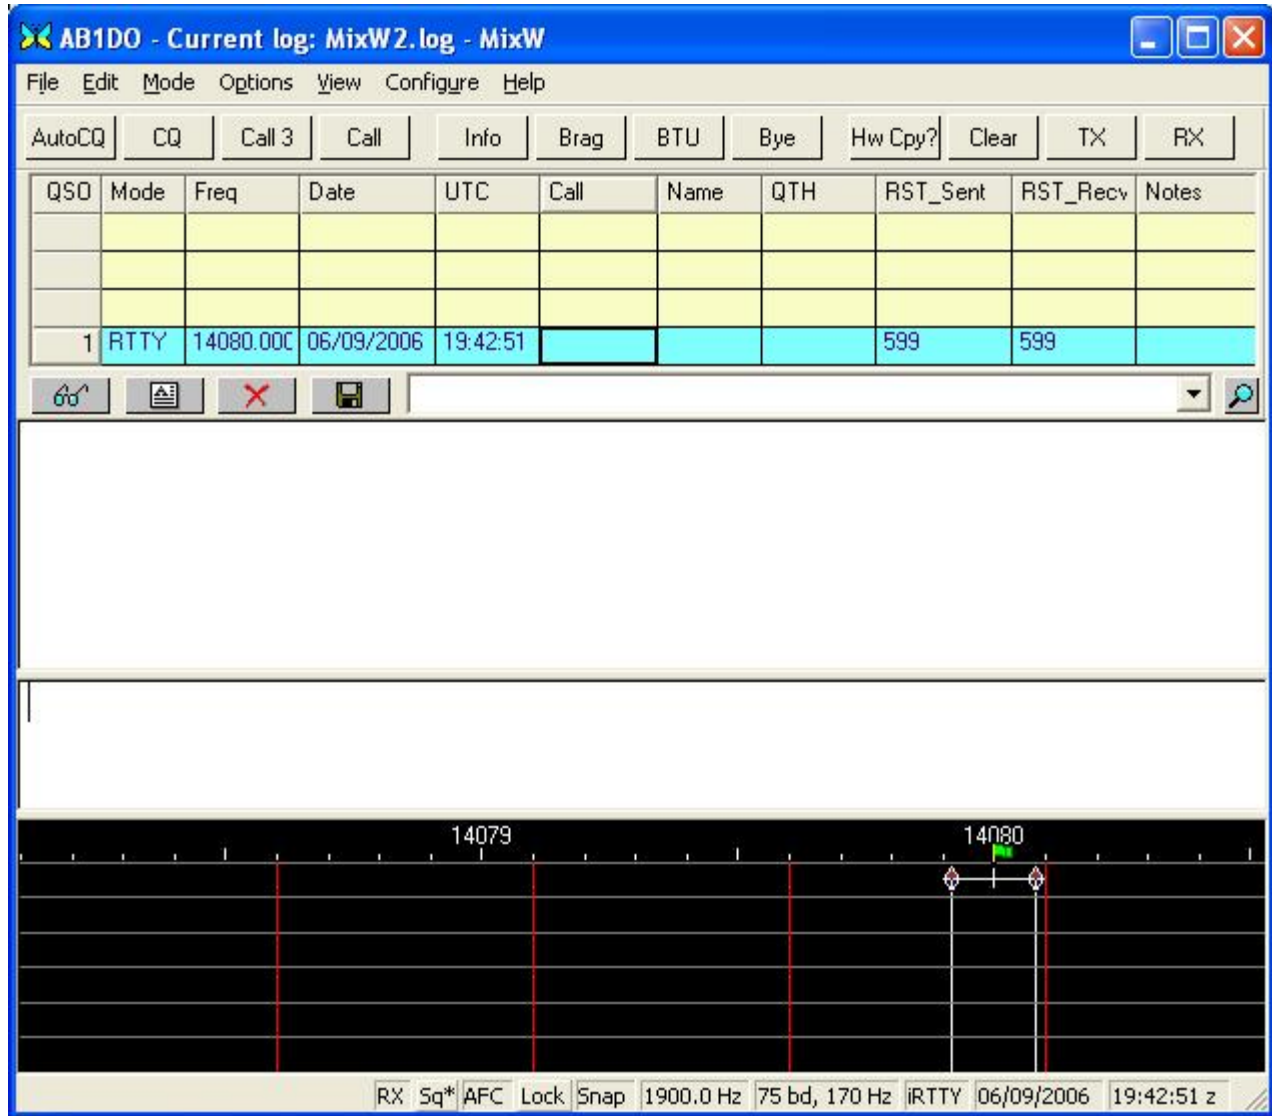 AB1DO - Current log: MixW2.log - MixW
File Edit Mode Options View Configure Help
AutoCQ CQ Call 3 Call Info Brag BTU Bye Hw Cpy? Clear TX RX
QSO Mode Freq Date UTC Call Name QTH RST_Sent RST_Recv Notes
1 RTTY 14080.000 06/09/2006 19:42:51 599 599
14079 14080
RX Sq* AFC Lock Snap 1900.0 Hz 75 bd, 170 Hz iRTTY 06/09/2006 19:42:51 z